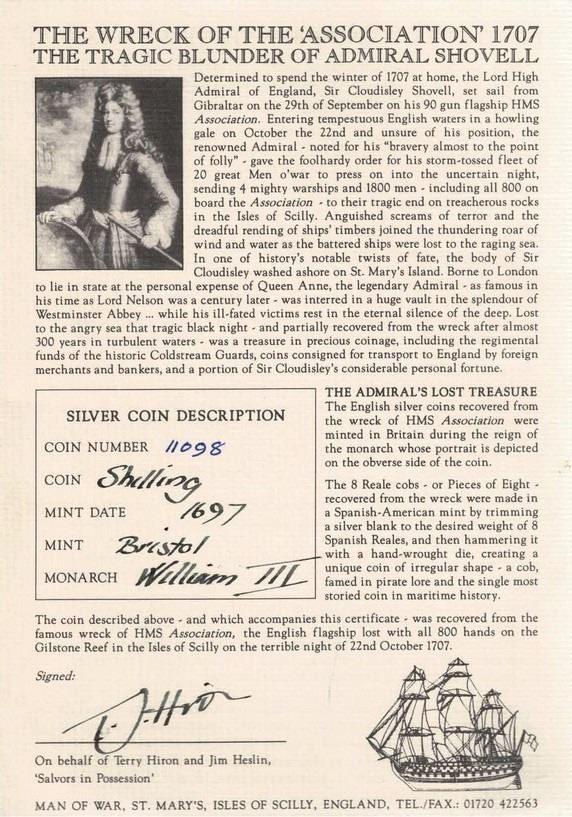 THE WRECK OF THE 'ASSOCIATION' 1707
THE TRAGIC BLUNDER OF ADMIRAL SHOVELL
Determined to spend the winter of 1707 at home, the Lord High
Admiral of England, Sir Cloudisley Shovell, set sail from
Gibraltar on the 29th of September on his 90 gun flagship HMS
Association. Entering tempestuous English waters in a howling
gale on October the 22nd and unsure of his position, the
renowned Admiral - noted for his "bravery almost to the point
of folly" - gave the foolhardy order for his storm-tossed fleet of
20 great Men o'war to press on into the uncertain night,
sending 4 mighty warships and 1800 men - including all 800 on
board the Association - to their tragic end on treacherous rocks
in the Isles of Scilly. Anguished screams of terror and the
dreadful rending of ships' timbers joined the thundering roar of
wind and water as the battered ships were lost to the raging sea.
In one of history's notable twists of fate, the body of Sir
Cloudisley washed ashore on St. Mary's Island. Borne to London
to lie in state at the personal expense of Queen Anne, the legendary Admiral - as famous in
his time as Lord Nelson was a century later - was interred in a huge vault in the splendour of
Westminster Abbey ... while his ill-fated victims rest in the eternal silence of the deep. Lost
to the angry sea that tragic black night - and partially recovered from the wreck after almost
300 years in turbulent waters - was a treasure in precious coinage, including the regimental
funds of the historic Coldstream Guards, coins consigned for transport to England by foreign
merchants and bankers, and a portion of Sir Cloudisley's considerable personal fortune.
SILVER COIN DESCRIPTION
COIN NUMBER 11098
COIN Shilling
MINT DATE 1697
MINT Bristol
MONARCH William III
THE ADMIRAL'S LOST TREASURE
The English silver coins recovered from
the wreck of HMS Association were
minted in Britain during the reign of
the monarch whose portrait is depicted
on the obverse side of the coin.
The 8 Reale cobs - or Pieces of Eight -
recovered from the wreck were made in
a Spanish-American mint by trimming
a silver blank to the desired weight of 8
Spanish Reales, and then hammering it
with a hand-wrought die, creating a
unique coin of irregular shape - a cob,
famed in pirate lore and the single most
storied coin in maritime history.
The coin described above - and which accompanies this certificate - was recovered from the
famous wreck of HMS Association, the English flagship lost with all 800 hands on the
Gilstone Reef in the Isles of Scilly on the terrible night of 22nd October 1707.
Signed:
T. J. Hiron
On behalf of Terry Hiron and Jim Heslin,
'Salvors in Possession'
MAN OF WAR, ST. MARY'S, ISLES OF SCILLY, ENGLAND, TEL./FAX.: 01720 422563